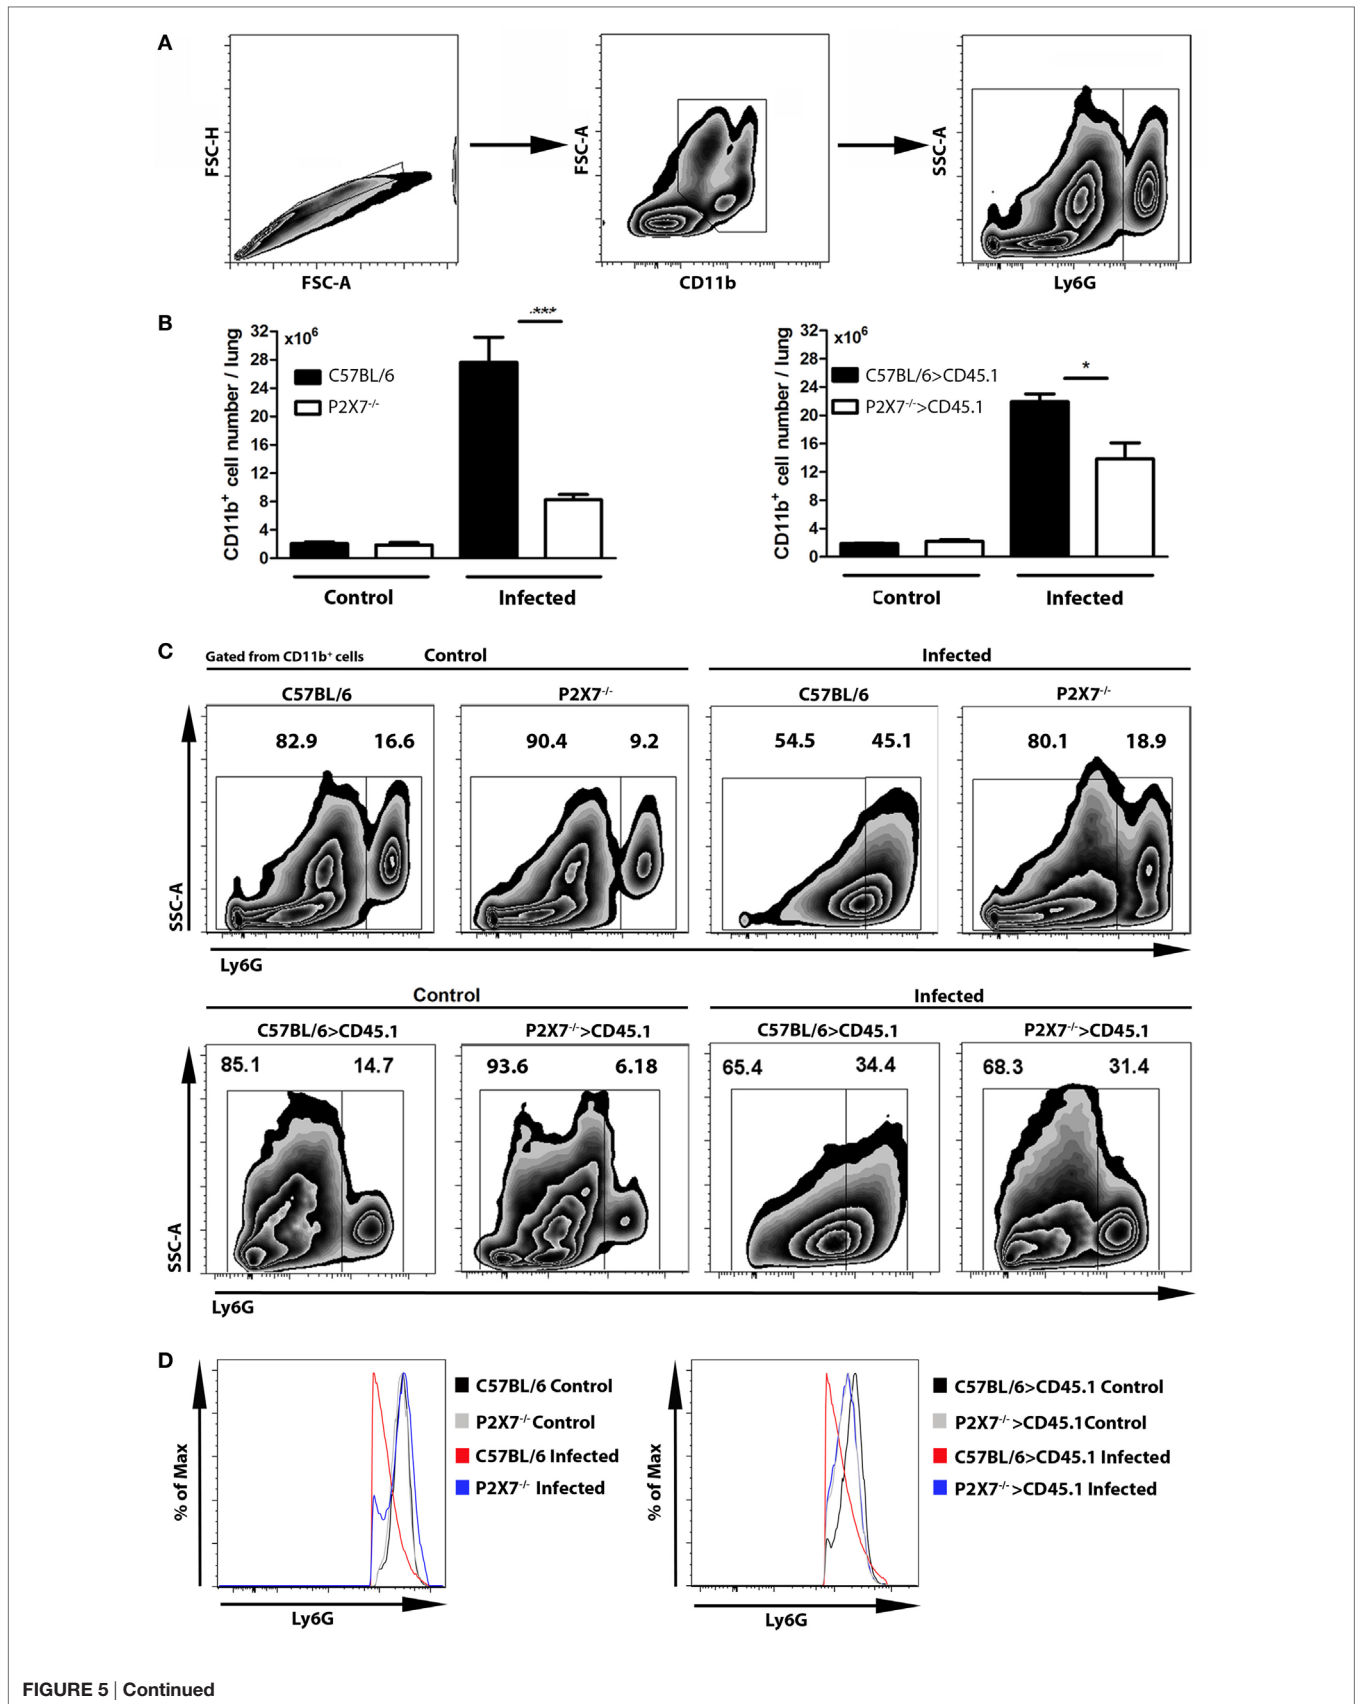 A
FSC-H
FSC-A
FSC-A
CD11b
SSC-A
Ly6G
B
CD11b⁺ cell number / lung
x10⁶
32
28
24
20
16
12
8
4
0
C57BL/6
P2X7⁻/⁻
***
Control
Infected
CD11b⁺ cell number / lung
x10⁶
32
28
24
20
16
12
8
4
0
C57BL/6>CD45.1
P2X7⁻/⁻>CD45.1
*
Control
Infected
C
Gated from CD11b⁺ cells
Control
Infected
C57BL/6
P2X7⁻/⁻
C57BL/6
P2X7⁻/⁻
82.9 16.6
90.4 9.2
54.5 45.1
80.1 18.9
SSC-A
Ly6G
Control
Infected
C57BL/6>CD45.1
P2X7⁻/⁻>CD45.1
C57BL/6>CD45.1
P2X7⁻/⁻>CD45.1
85.1 14.7
93.6 6.18
65.4 34.4
68.3 31.4
SSC-A
Ly6G
D
% of Max
Ly6G
C57BL/6 Control
P2X7⁻/⁻ Control
C57BL/6 Infected
P2X7⁻/⁻ Infected
% of Max
Ly6G
C57BL/6>CD45.1 Control
P2X7⁻/⁻>CD45.1Control
C57BL/6>CD45.1 Infected
P2X7⁻/⁻>CD45.1 Infected
FIGURE 5 | Continued